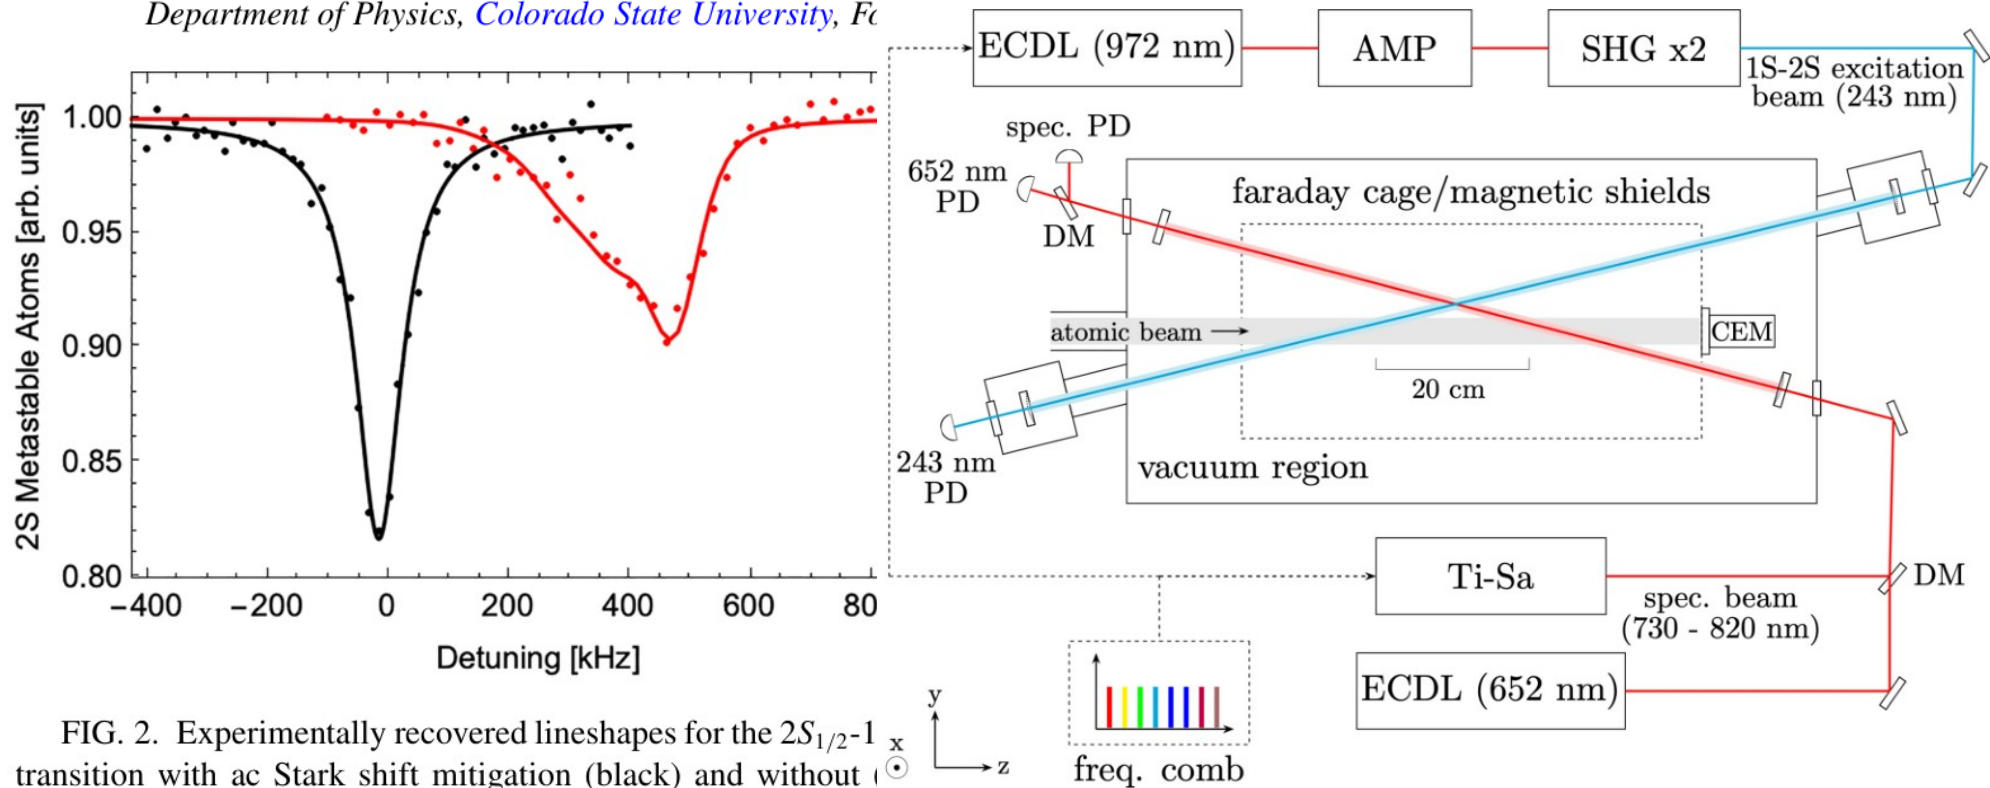 Department of Physics, Colorado State University, Fo
2S Metastable Atoms [arb. units]
1.00
0.95
0.90
0.85
0.80
−400
−200
0
200
400
600
80
Detuning [kHz]
FIG. 2. Experimentally recovered lineshapes for the 2S1/2-1
transition with ac Stark shift mitigation (black) and without (
ECDL (972 nm)
AMP
SHG x2
1S-2S excitation
beam (243 nm)
spec. PD
652 nm
PD
DM
faraday cage/magnetic shields
atomic beam
CEM
20 cm
243 nm
PD
vacuum region
Ti-Sa
DM
spec. beam
(730 - 820 nm)
ECDL (652 nm)
y
x
z
freq. comb